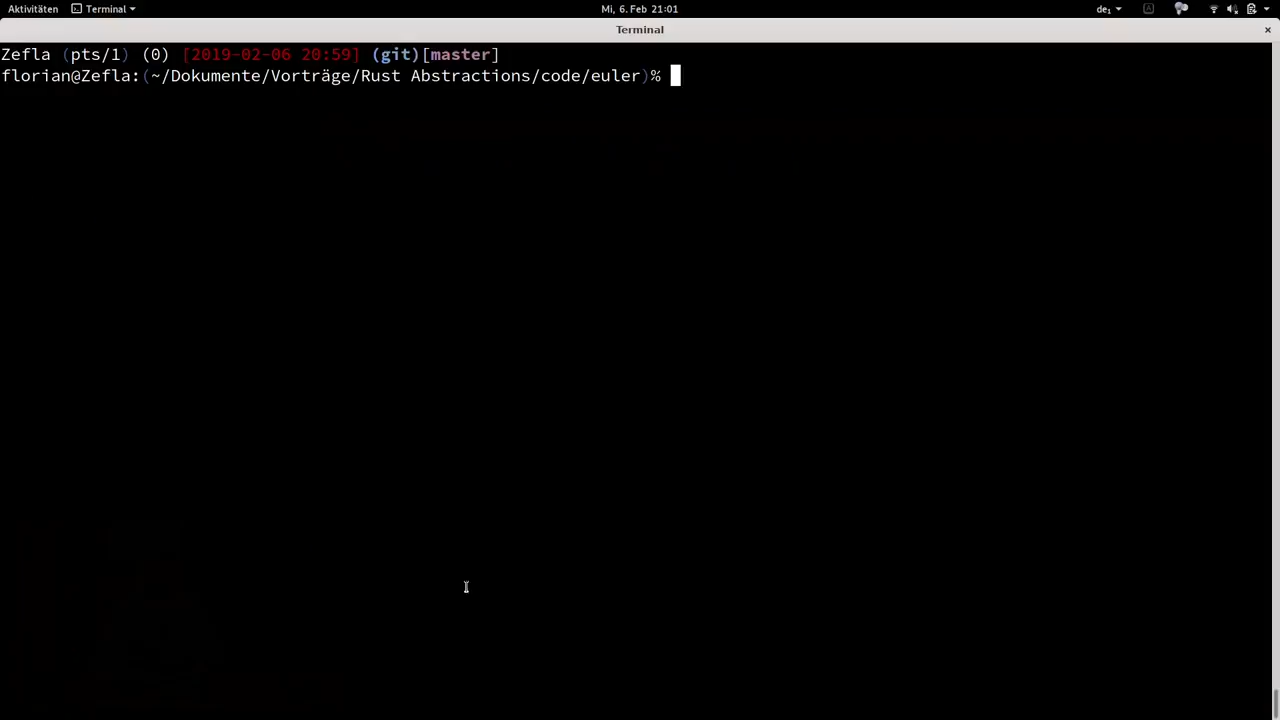 Aktivitäten Terminal Mi, 6. Feb 21:01 de₁
Terminal ×
Zefla (pts/1) (0) [2019-02-06 20:59] (git)[master]
florian@Zefla:(~/Dokumente/Vorträge/Rust Abstractions/code/euler)%